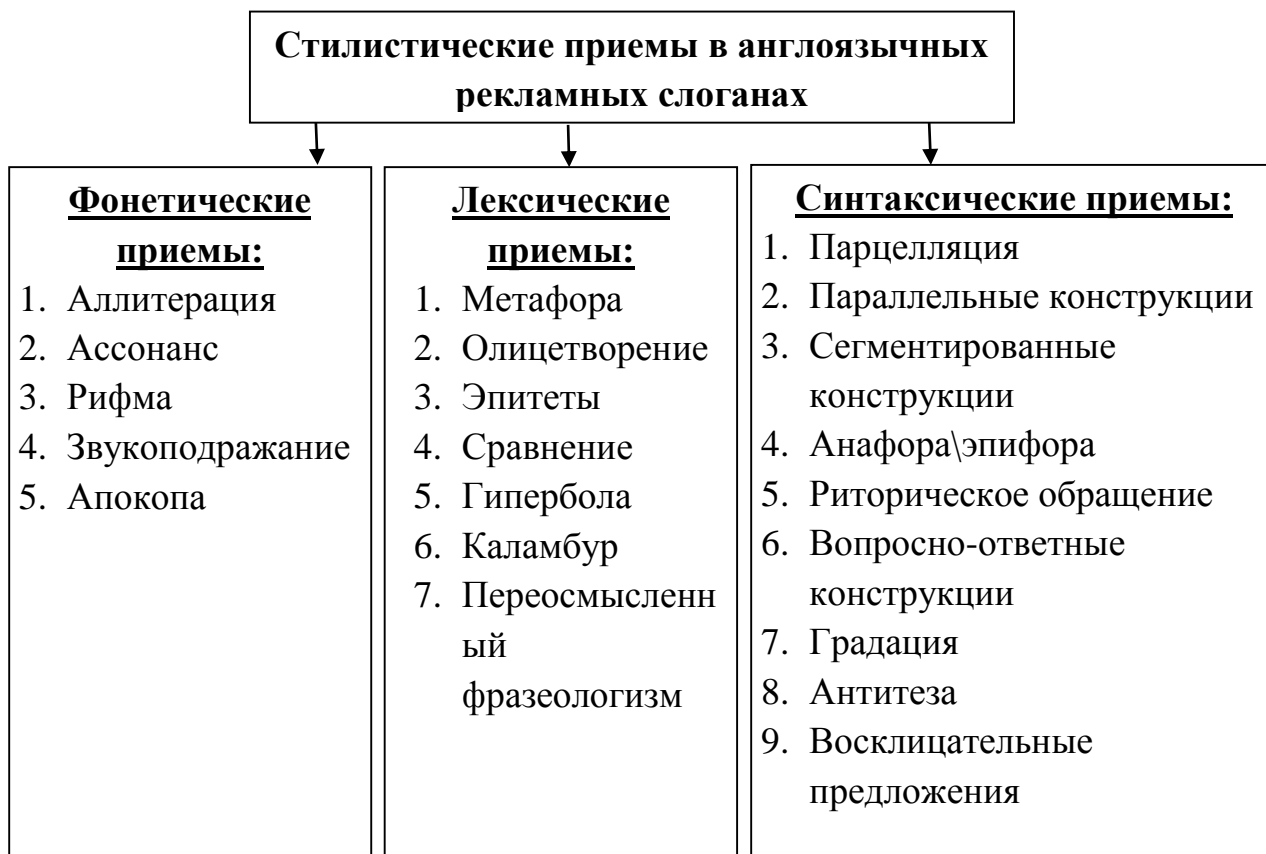 Стилистические приемы в англоязычных
рекламных слоганах
Фонетические
приемы:
1. Аллитерация
2. Ассонанс
3. Рифма
4. Звукоподражание
5. Апокопа
Лексические
приемы:
1. Метафора
2. Олицетворение
3. Эпитеты
4. Сравнение
5. Гипербола
6. Каламбур
7. Переосмысленн
ый
фразеологизм
Синтаксические приемы:
1. Парцелляция
2. Параллельные конструкции
3. Сегментированные
конструкции
4. Анафора\эпифора
5. Риторическое обращение
6. Вопросно-ответные
конструкции
7. Градация
8. Антитеза
9. Восклицательные
предложения